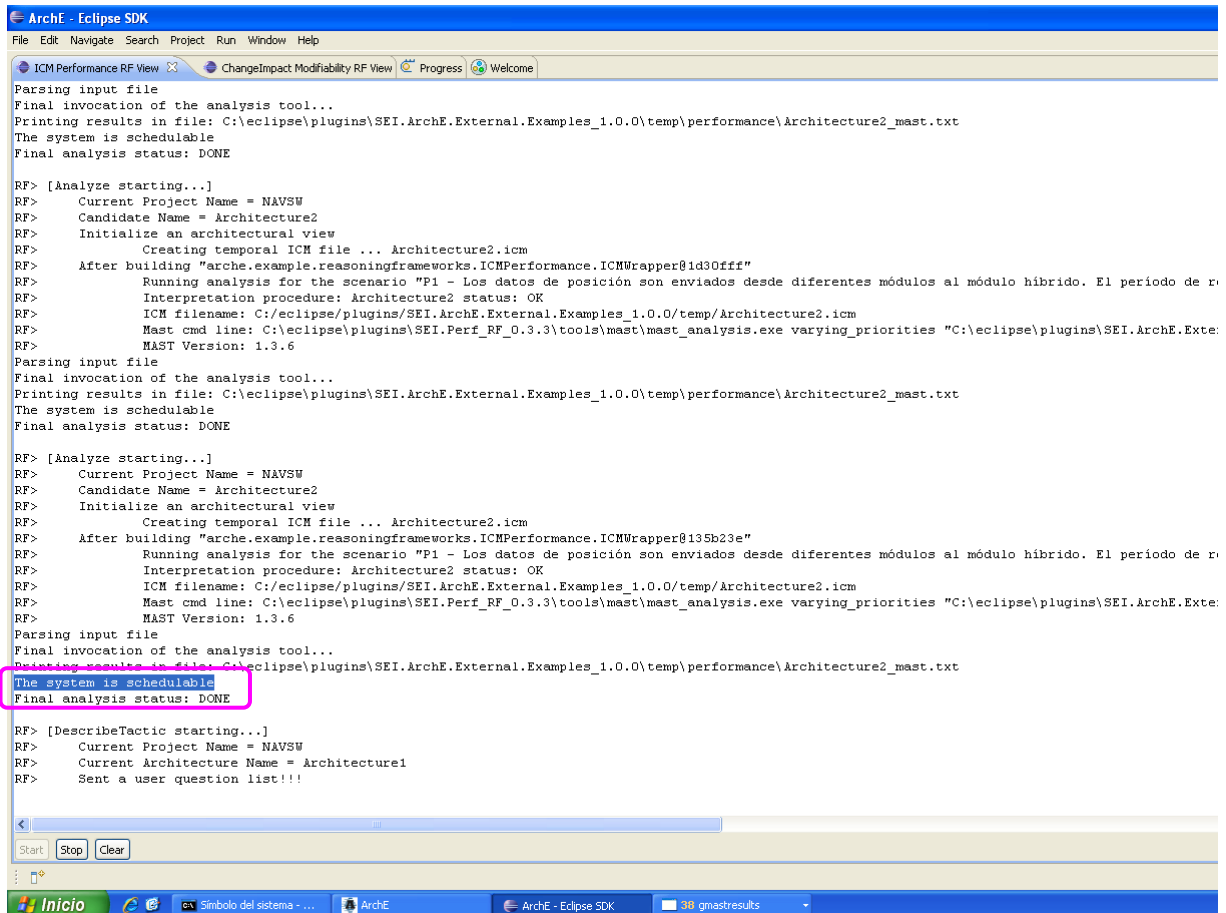 ArchE - Eclipse SDK
File Edit Navigate Search Project Run Window Help
ICM Performance RF View ChangeImpact Modifiability RF View Progress Welcome
Parsing input file
Final invocation of the analysis tool...
Printing results in file: C:\eclipse\plugins\SEI.ArchE.External.Examples_1.0.0\temp\performance\Architecture2_mast.txt
The system is schedulable
Final analysis status: DONE
RF> [Analyze starting...]
RF> Current Project Name = NAVSW
RF> Candidate Name = Architecture2
RF> Initialize an architectural view
RF> Creating temporal ICM file ... Architecture2.icm
RF> After building "arche.example.reasoningframeworks.ICMPerformance.ICMWrapper@1d30fff"
RF> Running analysis for the scenario "P1 - Los datos de posición son enviados desde diferentes módulos al módulo híbrido. El período de r
RF> Interpretation procedure: Architecture2 status: OK
RF> ICM filename: C:/eclipse/plugins/SEI.ArchE.External.Examples_1.0.0/temp/Architecture2.icm
RF> Mast cmd line: C:\eclipse\plugins\SEI.Perf_RF_0.3.3\tools\mast\mast_analysis.exe varying_priorities "C:\eclipse\plugins\SEI.ArchE.Exte
RF> MAST Version: 1.3.6
Parsing input file
Final invocation of the analysis tool...
Printing results in file: C:\eclipse\plugins\SEI.ArchE.External.Examples_1.0.0\temp\performance\Architecture2_mast.txt
The system is schedulable
Final analysis status: DONE
RF> [Analyze starting...]
RF> Current Project Name = NAVSW
RF> Candidate Name = Architecture2
RF> Initialize an architectural view
RF> Creating temporal ICM file ... Architecture2.icm
RF> After building "arche.example.reasoningframeworks.ICMPerformance.ICMWrapper@135b23e"
RF> Running analysis for the scenario "P1 - Los datos de posición son enviados desde diferentes módulos al módulo híbrido. El período de r
RF> Interpretation procedure: Architecture2 status: OK
RF> ICM filename: C:/eclipse/plugins/SEI.ArchE.External.Examples_1.0.0/temp/Architecture2.icm
RF> Mast cmd line: C:\eclipse\plugins\SEI.Perf_RF_0.3.3\tools\mast\mast_analysis.exe varying_priorities "C:\eclipse\plugins\SEI.ArchE.Exte
RF> MAST Version: 1.3.6
Parsing input file
Final invocation of the analysis tool...
Printing results in file: C:\eclipse\plugins\SEI.ArchE.External.Examples_1.0.0\temp\performance\Architecture2_mast.txt
The system is schedulable
Final analysis status: DONE
RF> [DescribeTactic starting...]
RF> Current Project Name = NAVSW
RF> Current Architecture Name = Architecture1
RF> Sent a user question list!!!
Start Stop Clear
Inicio Símbolo del sistema - ... ArchE ArchE - Eclipse SDK 38 gmastresults